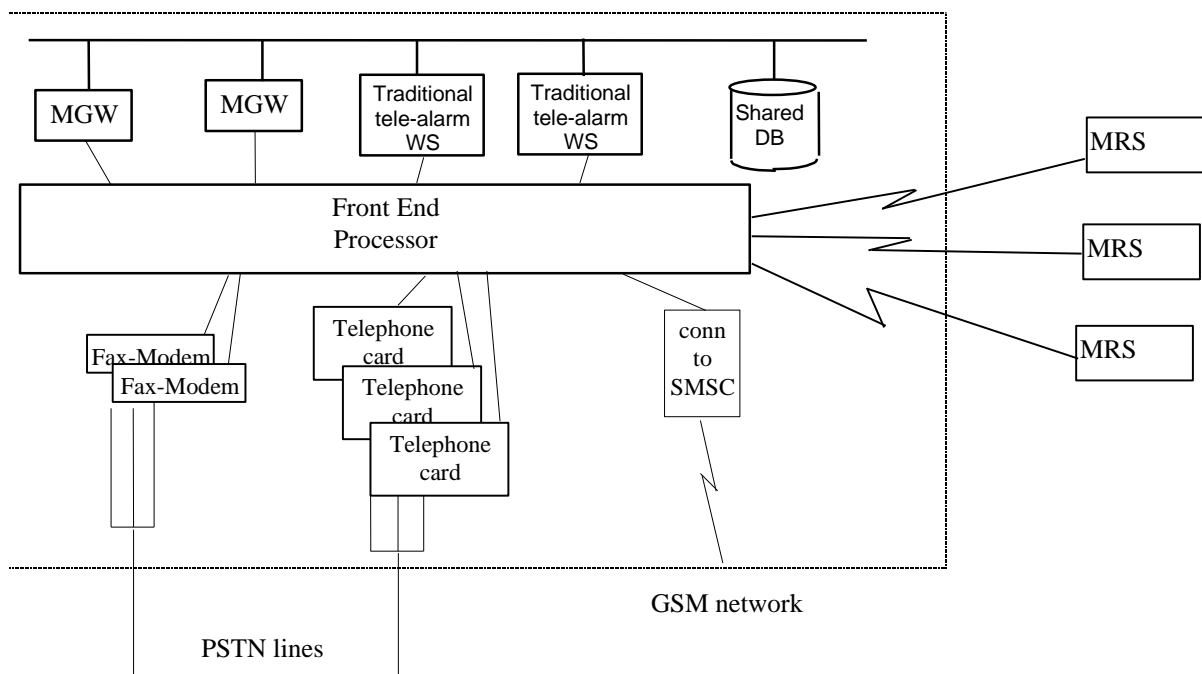 MGW
MGW
Traditional
tele-alarm
WS
Traditional
tele-alarm
WS
Shared
DB
MRS
MRS
MRS
Front End
Processor
Fax-Modem
Fax-Modem
Telephone
card
Telephone
card
Telephone
card
conn
to
SMSC
GSM network
PSTN lines